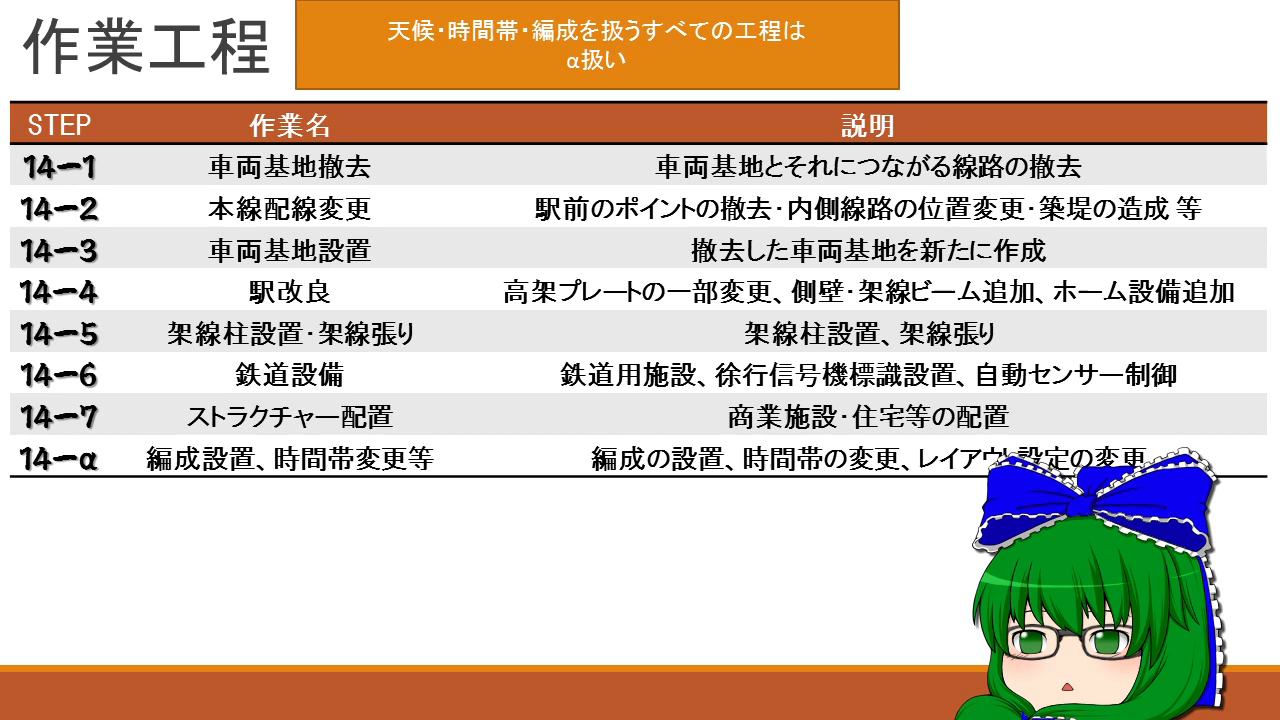 作業工程
天候・時間帯・編成を扱うすべての工程は
α扱い
STEP 作業名 説明
14ー1 車両基地撤去 車両基地とそれにつながる線路の撤去
14ー2 本線配線変更 駅前のポイントの撤去・内側線路の位置変更・築堤の造成 等
14ー3 車両基地設置 撤去した車両基地を新たに作成
14ー4 駅改良 高架プレートの一部変更、側壁・架線ビーム追加、ホーム設備追加
14ー5 架線柱設置・架線張り 架線柱設置、架線張り
14ー6 鉄道設備 鉄道用施設、徐行信号機標識設置、自動センサー制御
14ー7 ストラクチャー配置 商業施設・住宅等の配置
14ーα 編成設置、時間帯変更等 編成の設置、時間帯の変更、レイアウト設定の変更